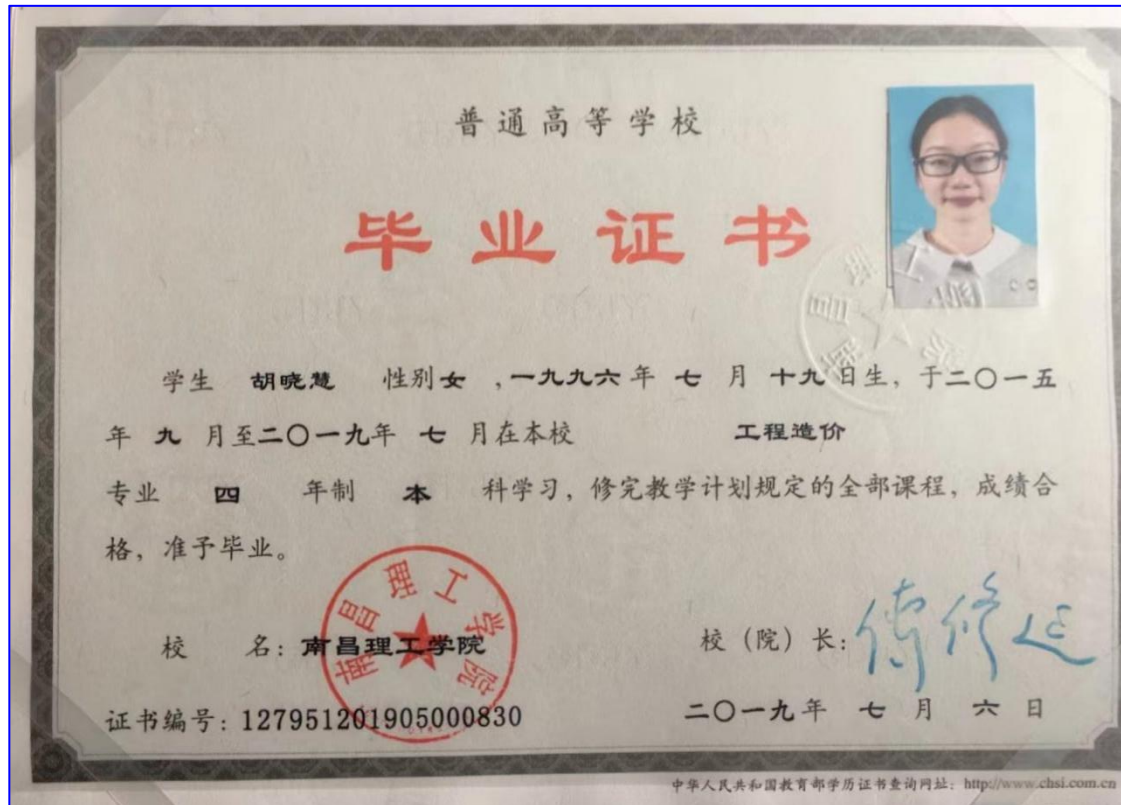 普通高等学校
毕业证书
学生 胡晓慧 性别女，一九九六年 七 月 十九日生，于二〇一五
年 九 月至二〇一九年 七 月在本校 工程造价
专业 四 年制 本 科学习，修完教学计划规定的全部课程，成绩合
格，准予毕业。
南昌理工学院
校 名：南昌理工学院
校（院）长：
证书编号：127951201905000830
二〇一九年 七 月 六 日
中华人民共和国教育部学历证书查询网址：http://www.chsi.com.cn